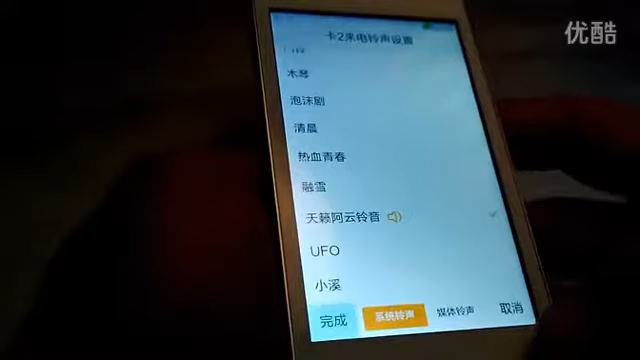 优酷
卡2来电铃声设置
木琴
泡沫剧
清晨
热血青春
融雪
天籁阿云铃音
UFO
小溪
完成 系统铃声 媒体铃声 取消